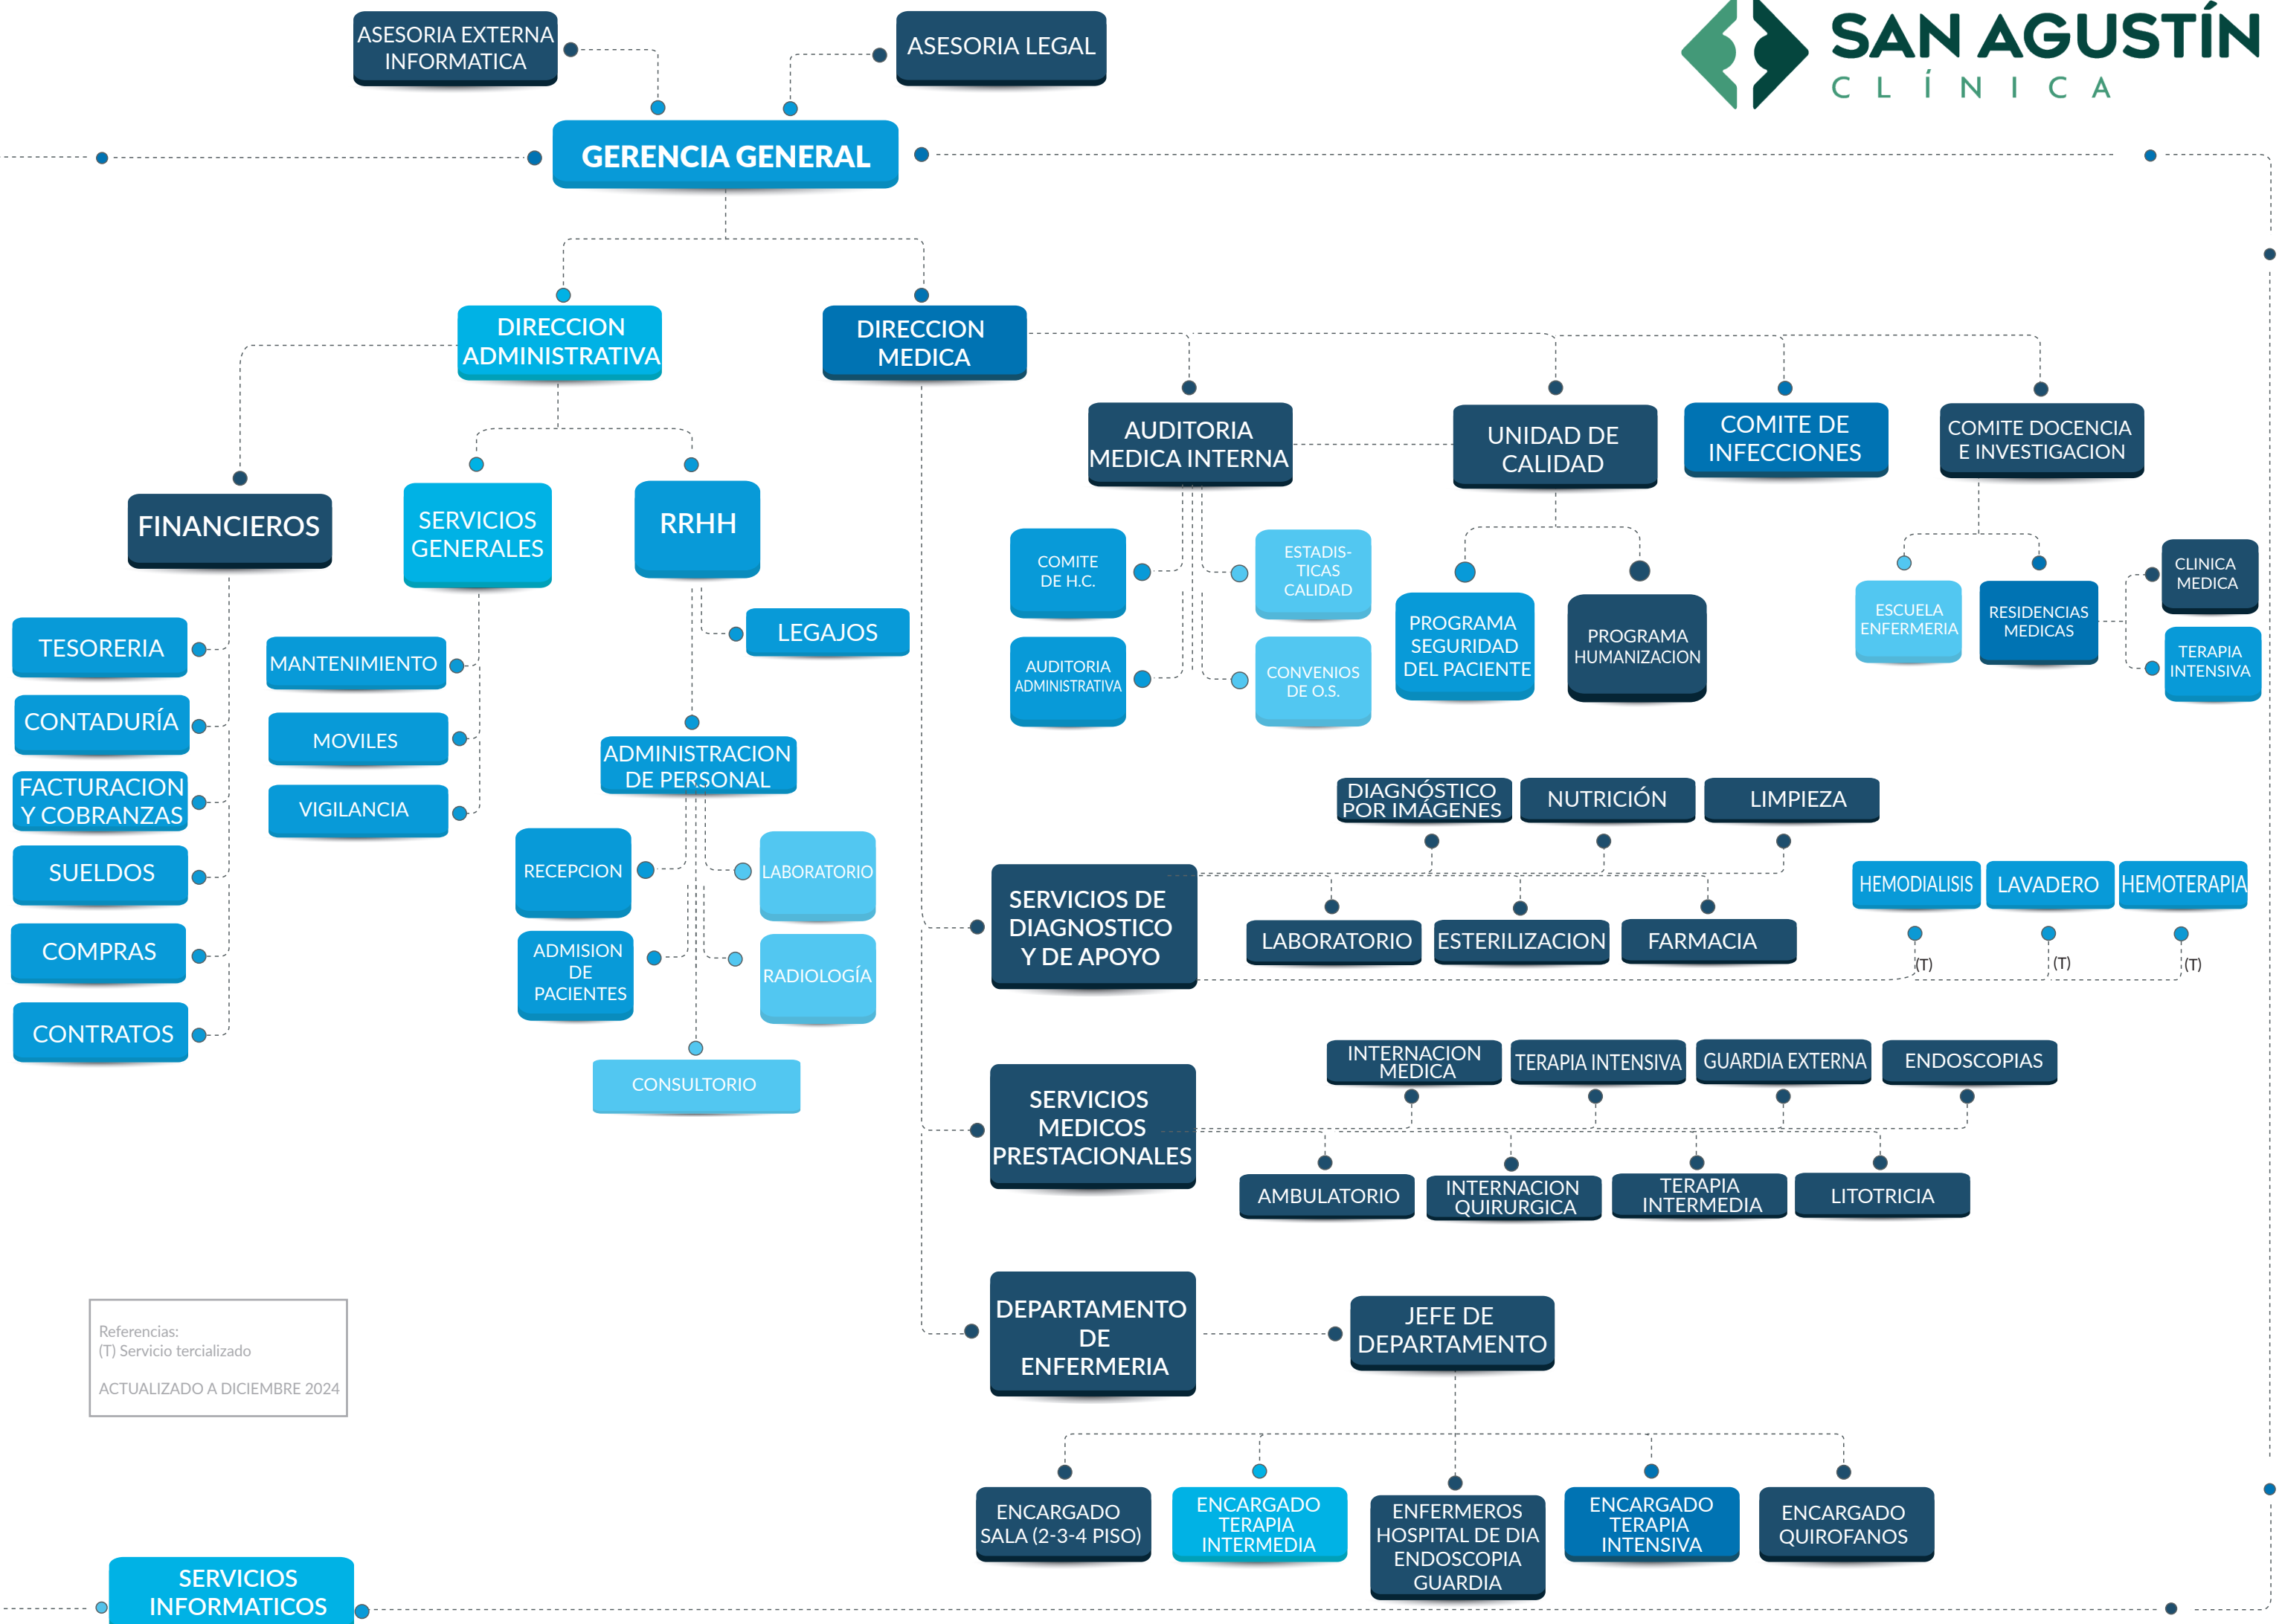 ASESORIA EXTERNA
INFORMATICA
ASESORIA LEGAL
SAN AGUSTÍN
CLÍNICA
GERENCIA GENERAL
DIRECCION
ADMINISTRATIVA
DIRECCION
MEDICA
AUDITORIA
MEDICA INTERNA
UNIDAD DE
CALIDAD
COMITE DE
INFECCIONES
COMITE DOCENCIA
E INVESTIGACION
FINANCIEROS
SERVICIOS
GENERALES
RRHH
COMITE
DE H.C.
ESTADIS-
TICAS
CALIDAD
AUDITORIA
ADMINISTRATIVA
CONVENIOS
DE O.S.
PROGRAMA
SEGURIDAD
DEL PACIENTE
PROGRAMA
HUMANIZACION
ESCUELA
ENFERMERIA
RESIDENCIAS
MEDICAS
CLINICA
MEDICA
TERAPIA
INTENSIVA
TESORERIA
CONTADURÍA
FACTURACION
Y COBRANZAS
SUELDOS
COMPRAS
CONTRATOS
MANTENIMIENTO
MOVILES
VIGILANCIA
LEGAJOS
ADMINISTRACION
DE PERSONAL
RECEPCION
LABORATORIO
ADMISION
DE
PACIENTES
RADIOLOGÍA
CONSULTORIO
DIAGNÓSTICO
POR IMÁGENES
NUTRICIÓN
LIMPIEZA
SERVICIOS DE
DIAGNOSTICO
Y DE APOYO
LABORATORIO
ESTERILIZACION
FARMACIA
HEMODIALISIS
LAVADERO
HEMOTERAPIA
(T)
(T)
(T)
INTERNACION
MEDICA
TERAPIA INTENSIVA
GUARDIA EXTERNA
ENDOSCOPIAS
SERVICIOS
MEDICOS
PRESTACIONALES
AMBULATORIO
INTERNACION
QUIRURGICA
TERAPIA
INTERMEDIA
LITOTRICIA
DEPARTAMENTO
DE
ENFERMERIA
JEFE DE
DEPARTAMENTO
Referencias:
(T) Servicio tercializado
ACTUALIZADO A DICIEMBRE 2024
ENCARGADO
SALA (2-3-4 PISO)
ENCARGADO
TERAPIA
INTERMEDIA
ENFERMEROS
HOSPITAL DE DIA
ENDOSCOPIA
GUARDIA
ENCARGADO
TERAPIA
INTENSIVA
ENCARGADO
QUIROFANOS
SERVICIOS
INFORMATICOS